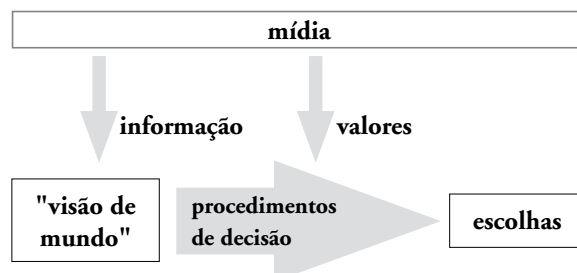 mídia
informação
valores
"visão de
mundo"
procedimentos
de decisão
escolhas